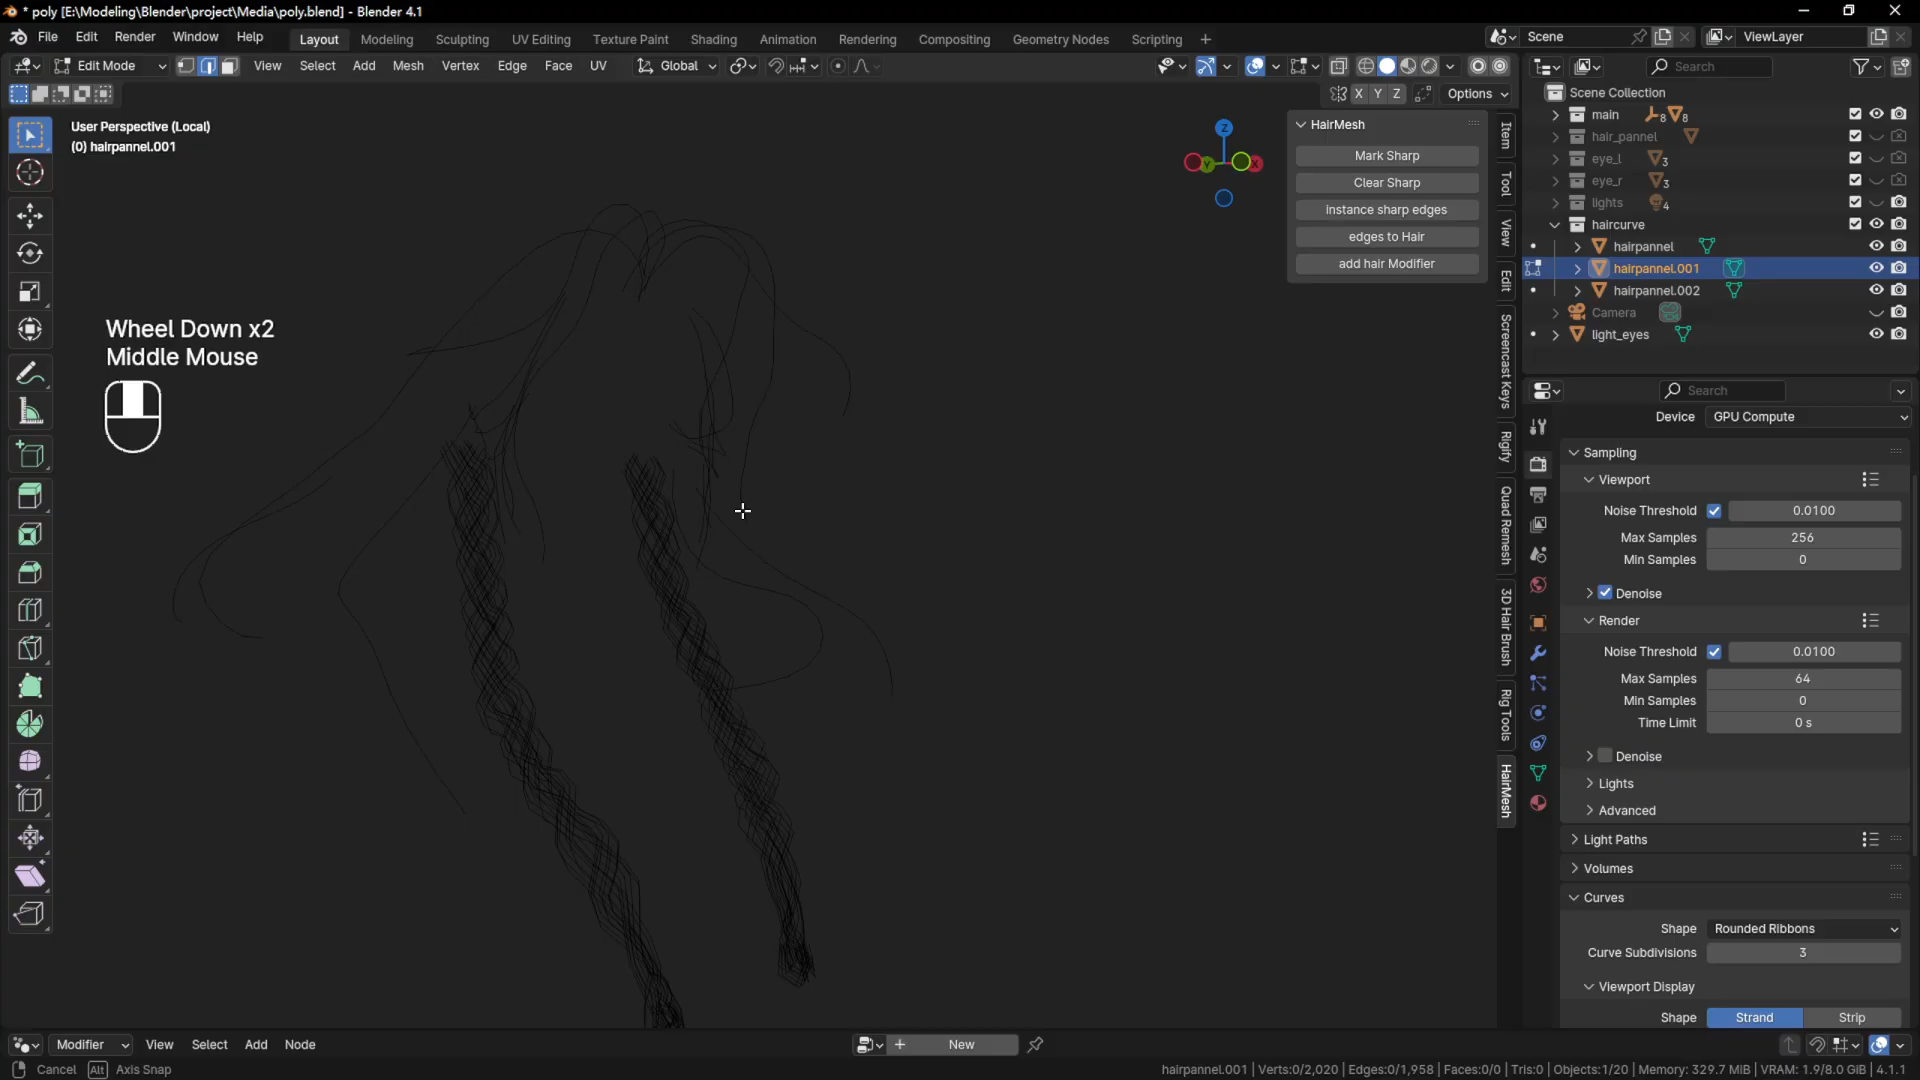 * poly [E:\Modeling\Blender\project\Media\poly.blend] - Blender 4.1
File Edit Render Window Help Layout Modeling Sculpting UV Editing Texture Paint Shading Animation Rendering Compositing Geometry Nodes Scripting + Scene ViewLayer
Edit Mode View Select Add Mesh Vertex Edge Face UV Global Search
X Y Z Options
User Perspective (Local)
(0) hairpannel.001
Z
Y
X
HairMesh
Mark Sharp
Clear Sharp
instance sharp edges
edges to Hair
add hair Modifier
Item
Tool
View
Edit
Screencast Keys
Rigify
Quad Remesh
3D Hair Brush
Rig Tools
HairMesh
Wheel Down x2
Middle Mouse
Scene Collection
main 8 8
hair_pannel
eye_l 3
eye_r 3
lights 4
haircurve
hairpannel
hairpannel.001
hairpannel.002
Camera
light_eyes
Search
Device GPU Compute
Sampling
Viewport
Noise Threshold 0.0100
Max Samples 256
Min Samples 0
Denoise
Render
Noise Threshold 0.0100
Max Samples 64
Min Samples 0
Time Limit 0 s
Denoise
Lights
Advanced
Light Paths
Volumes
Curves
Shape Rounded Ribbons
Curve Subdivisions 3
Viewport Display
Shape Strand Strip
Modifier View Select Add Node + New
Cancel Alt Axis Snap
hairpannel.001 | Verts:0/2,020 | Edges:0/1,958 | Faces:0/0 | Tris:0 | Objects:1/20 | Memory: 329.7 MiB | VRAM: 1.9/8.0 GiB | 4.1.1